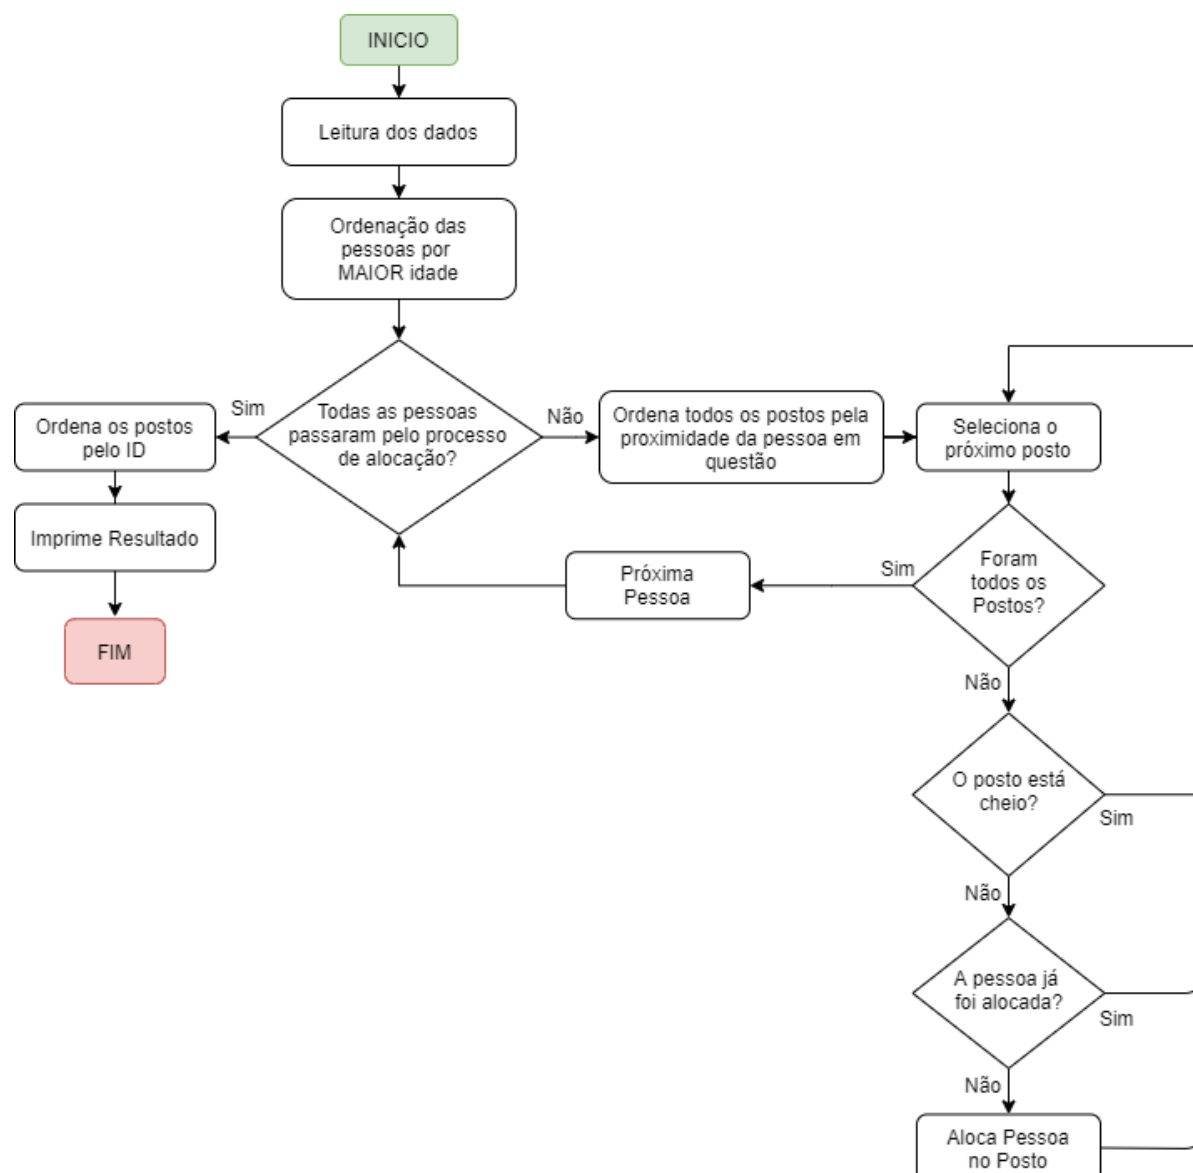 INICIO
Leitura dos dados
Ordenação das
pessoas por
MAIOR idade
Todas as pessoas
passaram pelo processo
de alocação?
Sim
Ordena os postos
pelo ID
Imprime Resultado
FIM
Não
Ordena todos os postos pela
proximidade da pessoa em
questão
Seleciona o
próximo posto
Foram
todos os
Postos?
Sim
Próxima
Pessoa
Não
O posto está
cheio?
Sim
Não
A pessoa já
foi alocada?
Sim
Não
Aloca Pessoa
no Posto